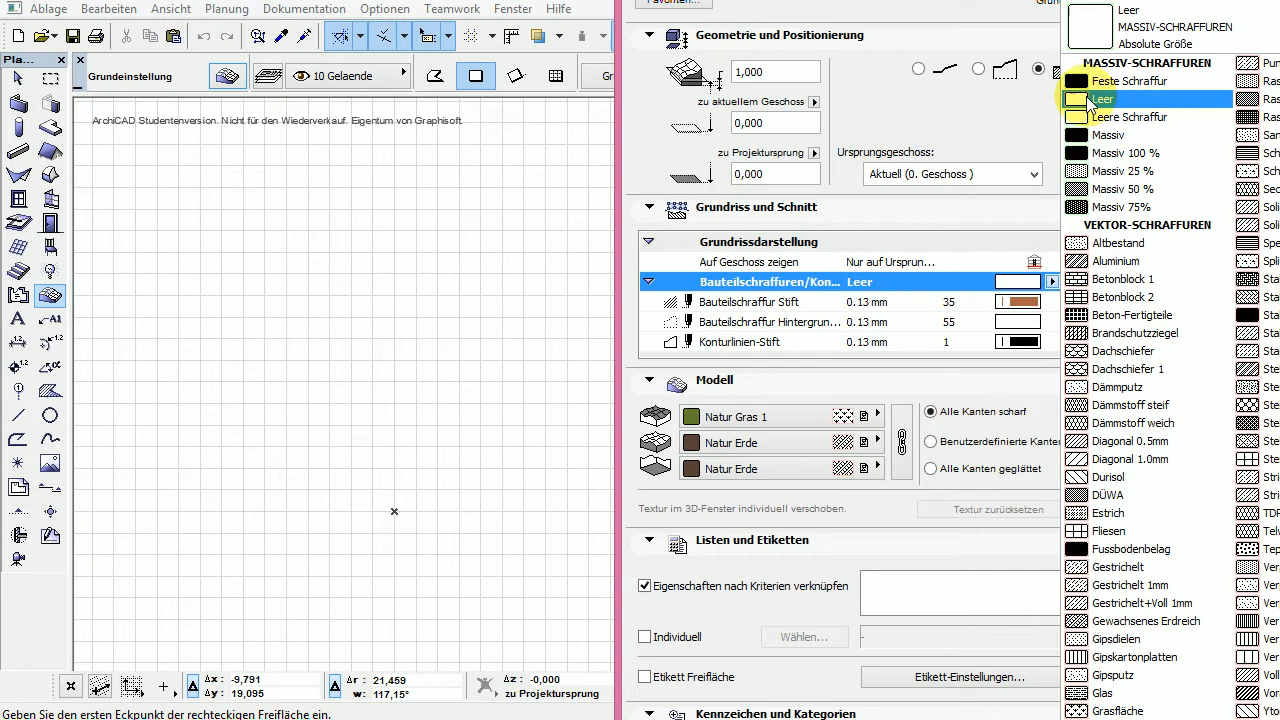 Ablage Bearbeiten Ansicht Planung Dokumentation Optionen Teamwork Fenster Hilfe
Pla...
Grundeinstellung
10 Gelaende
ArchiCAD Studentenversion. Nicht für den Wiederverkauf. Eigentum von Graphisoft.
A1
A
1.2
Δx: -9,791
Δy: 19,095
Δr: 21,459
w: 117,15°
Δz: -0,000
zu Projektursprung
Geben Sie den ersten Eckpunkt der rechteckigen Freifläche ein.
Favoriten...
Geometrie und Positionierung
1,000
zu aktuellem Geschoss
0,000
zu Projektursprung
0,000
Ursprungsgeschoss:
Aktuell (0. Geschoss )
Grundriss und Schnitt
Grundrissdarstellung
Auf Geschoss zeigen Nur auf Ursprun...
Bauteilschraffuren/Kon... Leer
Bauteilschraffur Stift 0.13 mm 35
Bauteilschraffur Hintergrun... 0.13 mm 55
Konturlinien-Stift 0.13 mm 1
Modell
Natur Gras 1
Natur Erde
Natur Erde
Alle Kanten scharf
Benutzerdefinierte Kanten
Alle Kanten geglättet
Textur im 3D-Fenster individuell verschoben.
Textur zurücksetzen
Listen und Etiketten
Eigenschaften nach Kriterien verknüpfen
Individuell
Wählen...
-
Etikett Freifläche
Etikett-Einstellungen...
Kennzeichen und Kategorien
Leer
MASSIV-SCHRAFFUREN
Absolute Größe
MASSIV-SCHRAFFUREN
Feste Schraffur
Leer
Leere Schraffur
Massiv
Massiv 100 %
Massiv 25 %
Massiv 50 %
Massiv 75%
VEKTOR-SCHRAFFUREN
Altbestand
Aluminium
Betonblock 1
Betonblock 2
Beton-Fertigteile
Brandschutziegel
Dachschiefer
Dachschiefer 1
Dämmputz
Dämmstoff steif
Dämmstoff weich
Diagonal 0.5mm
Diagonal 1.0mm
Durisol
DÜWA
Estrich
Fliesen
Fussbodenbelag
Gestrichelt
Gestrichelt 1mm
Gestrichelt+Voll 1mm
Gewachsenes Erdreich
Gipsdielen
Gipskartonplatten
Gipsputz
Glas
Grasfläche